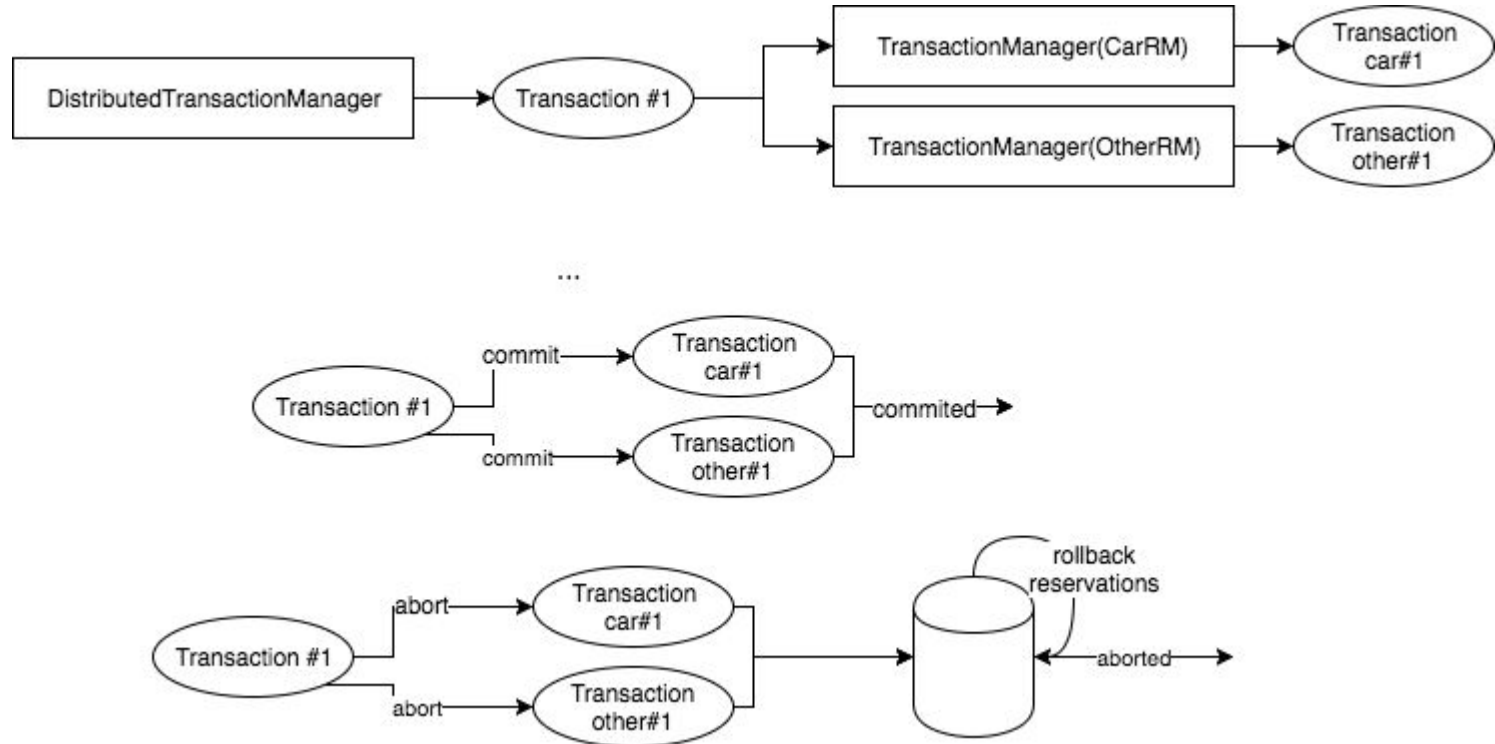 DistributedTransactionManager
Transaction #1
TransactionManager(CarRM)
Transaction
car#1
TransactionManager(OtherRM)
Transaction
other#1
...
Transaction #1
commit
Transaction
car#1
commit
Transaction
other#1
commited
Transaction #1
abort
Transaction
car#1
abort
Transaction
other#1
rollback
reservations
aborted